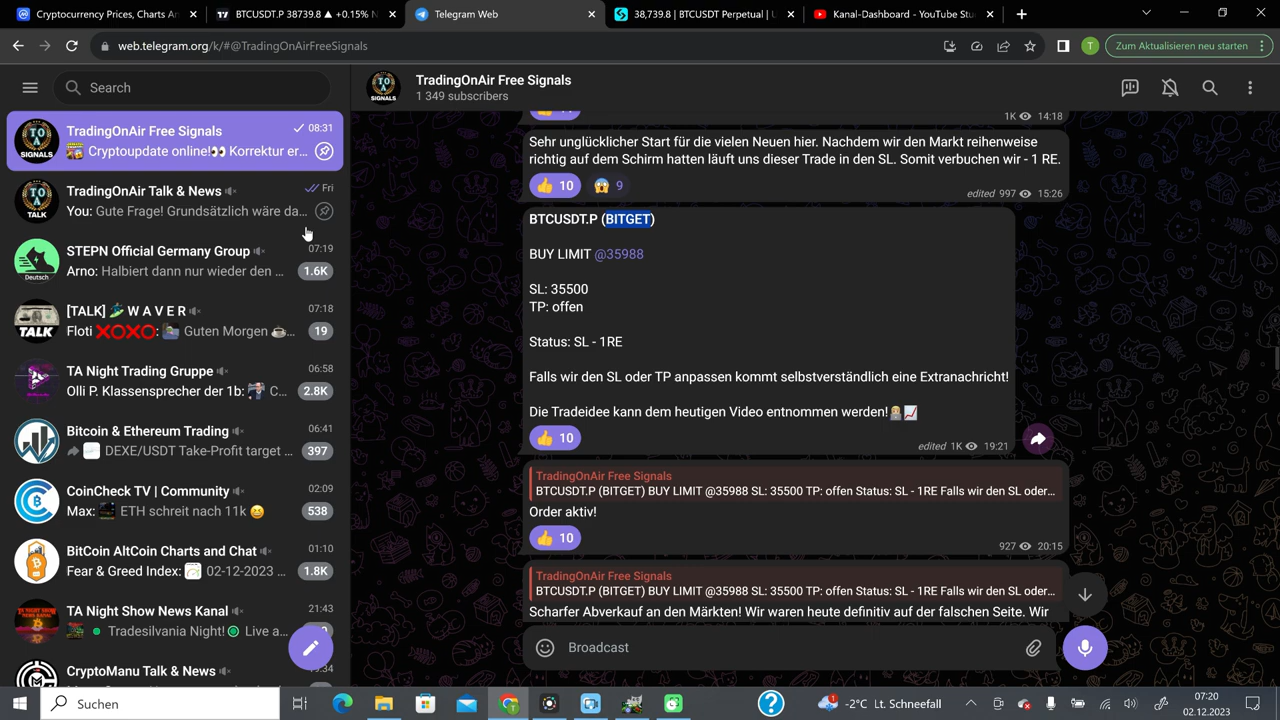 Cryptocurrency Prices, Charts An
BTCUSDT.P 38739.8 ▲ +0.15% N
Telegram Web
38,739.8 | BTCUSDT Perpetual | U
Kanal-Dashboard - YouTube Stu
web.telegram.org/k/#@TradingOnAirFreeSignals
T
Zum Aktualisieren neu starten
Search
TradingOnAir Free Signals
08:31
Cryptoupdate online!👀 Korrektur er...
TradingOnAir Talk & News
Fri
You: Gute Frage! Grundsätzlich wäre da...
STEPN Official Germany Group
07:19
Arno: Halbiert dann nur wieder den ...
1.6K
[TALK] 🏄 W A V E R
07:18
Floti ❌⭕❌⭕: Guten Morgen ☕...
19
TA Night Trading Gruppe
06:58
Olli P. Klassensprecher der 1b: C...
2.8K
Bitcoin & Ethereum Trading
06:41
DEXE/USDT Take-Profit target ...
397
CoinCheck TV | Community
02:09
Max: ETH schreit nach 11k 😀
538
BitCoin AltCoin Charts and Chat
01:10
Fear & Greed Index: 02-12-2023 ...
1.8K
TA Night Show News Kanal
21:43
Tradesilvania Night! Live a...
CryptoManu Talk & News
TOA
SIGNALS
TOA
TALK
Deutsch
TALK
TradingOnAir Free Signals
1 349 subscribers
1K 14:18
Sehr unglücklicher Start für die vielen Neuen hier. Nachdem wir den Markt reihenweise
richtig auf dem Schirm hatten läuft uns dieser Trade in den SL. Somit verbuchen wir - 1 RE.
👍 10 😱 9
edited 997 15:26
BTCUSDT.P (BITGET)
BUY LIMIT @35988
SL: 35500
TP: offen
Status: SL - 1RE
Falls wir den SL oder TP anpassen kommt selbstverständlich eine Extranachricht!
Die Tradeidee kann dem heutigen Video entnommen werden!
👍 10
edited 1K 19:21
TradingOnAir Free Signals
BTCUSDT.P (BITGET) BUY LIMIT @35988 SL: 35500 TP: offen Status: SL - 1RE Falls wir den SL oder...
Order aktiv!
👍 10
927 20:15
TradingOnAir Free Signals
BTCUSDT.P (BITGET) BUY LIMIT @35988 SL: 35500 TP: offen Status: SL - 1RE Falls wir den SL oder...
Scharfer Abverkauf an den Märkten! Wir waren heute definitiv auf der falschen Seite. Wir
Broadcast
Suchen
-2°C Lt. Schneefall
07:20
02.12.2023